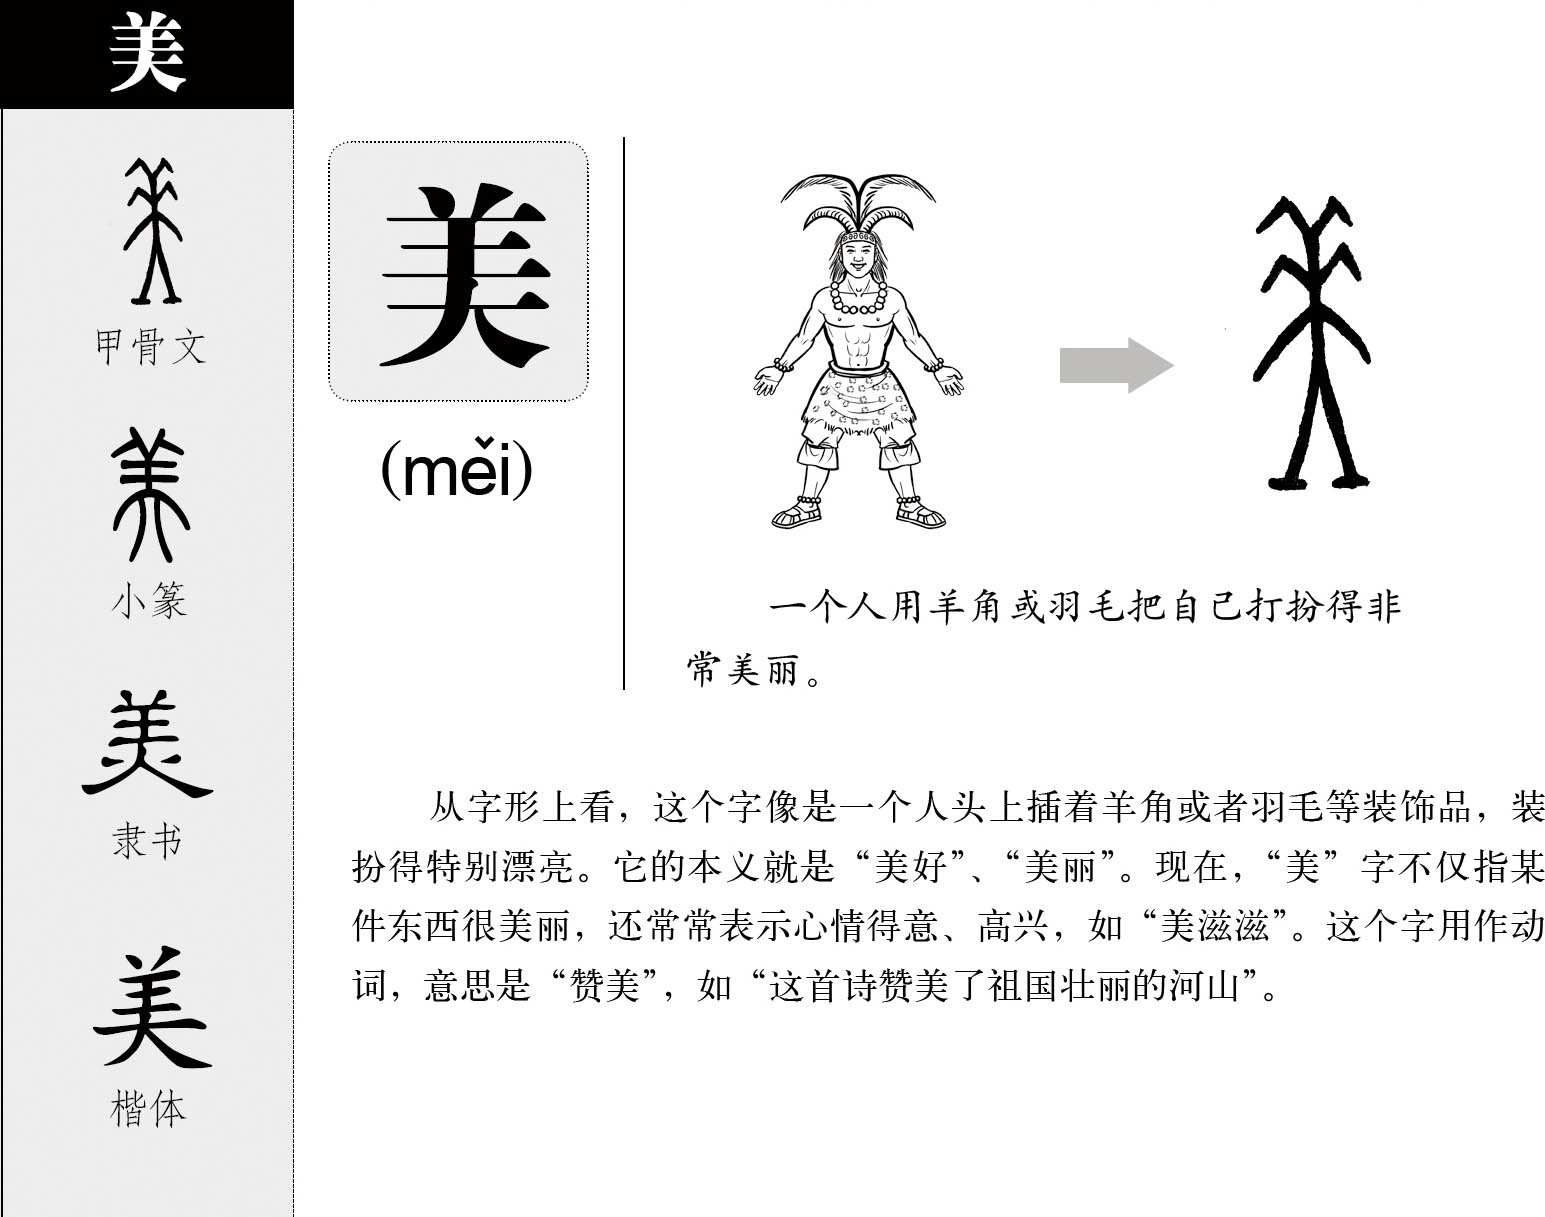 美
甲骨文
小篆
隶书
美
楷体
美
(měi)
一个人用羊角或羽毛把自己打扮得非
常美丽。
从字形上看，这个字像是一个人头上插着羊角或者羽毛等装饰品，装
扮得特别漂亮。它的本义就是“美好”、“美丽”。现在，“美”字不仅指某
件东西很美丽，还常常表示心情得意、高兴，如“美滋滋”。这个字用作动
词，意思是“赞美”，如“这首诗赞美了祖国壮丽的河山”。